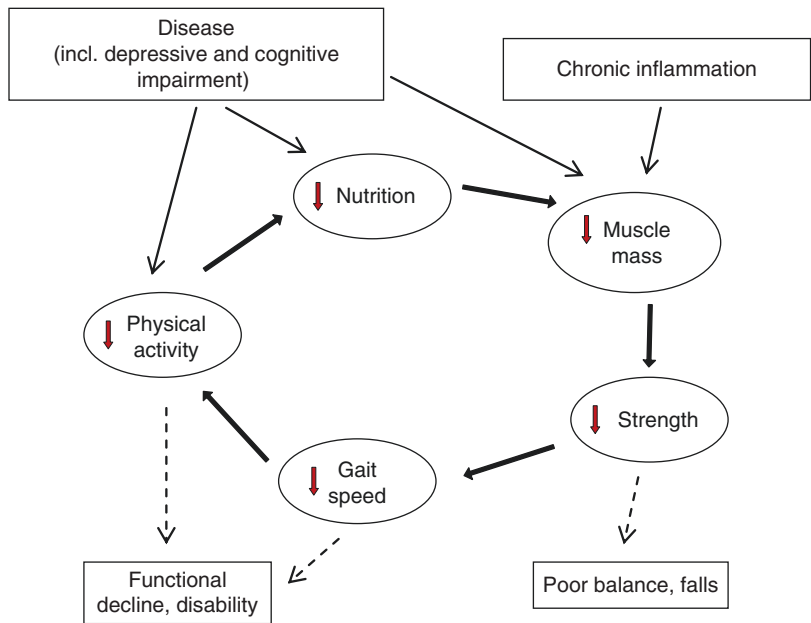 Disease
(incl. depressive and cognitive
impairment)
Chronic inflammation
Nutrition
Muscle
mass
Physical
activity
Strength
Gait
speed
Functional
decline, disability
Poor balance, falls